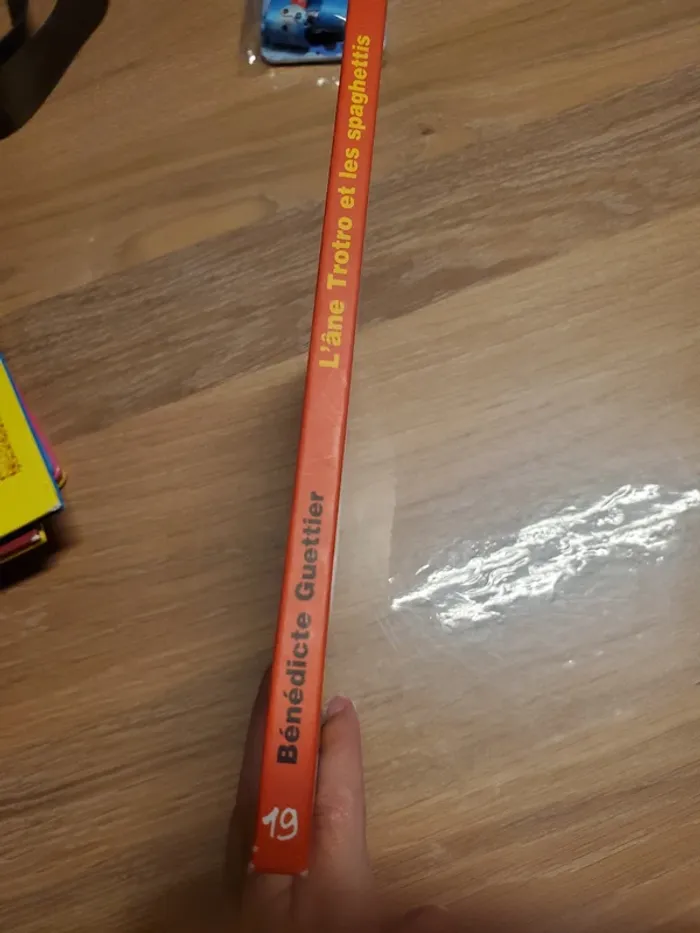 19
Bénédicte Guettier
L'âne Trotro et les spaghettis